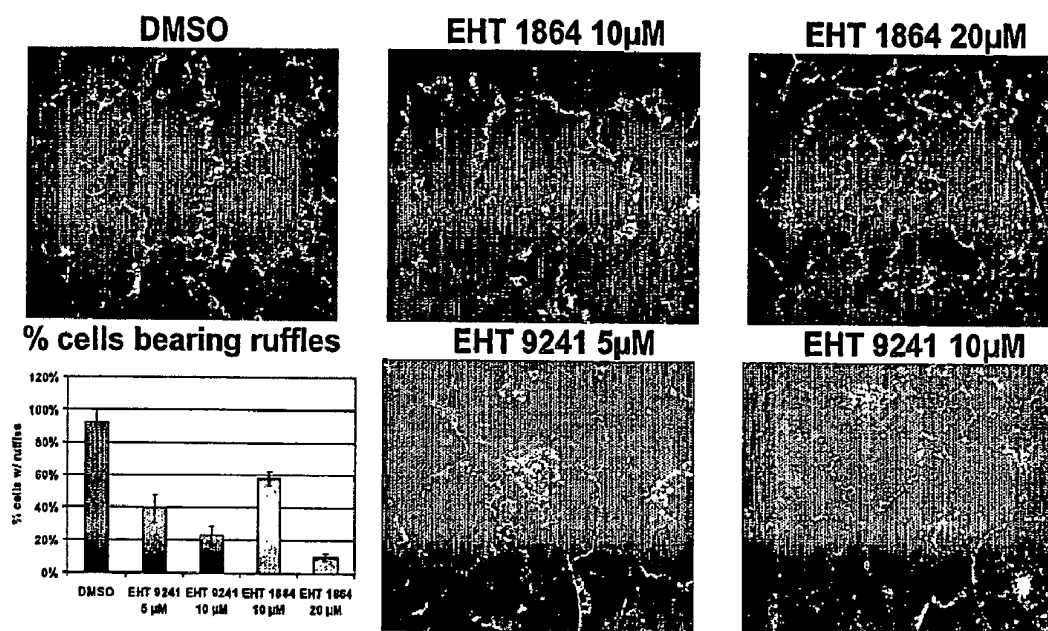 DMSO
EHT 1864 10µM
EHT 1864 20µM
% cells bearing ruffles
EHT 9241 5µM
EHT 9241 10µM
120%
100%
80%
60%
40%
20%
0%
% cells w/ ruffles
DMSO
EHT 9241
5 µM
EHT 9241
10 µM
EHT 1864
10 µM
EHT 1864
20 µM